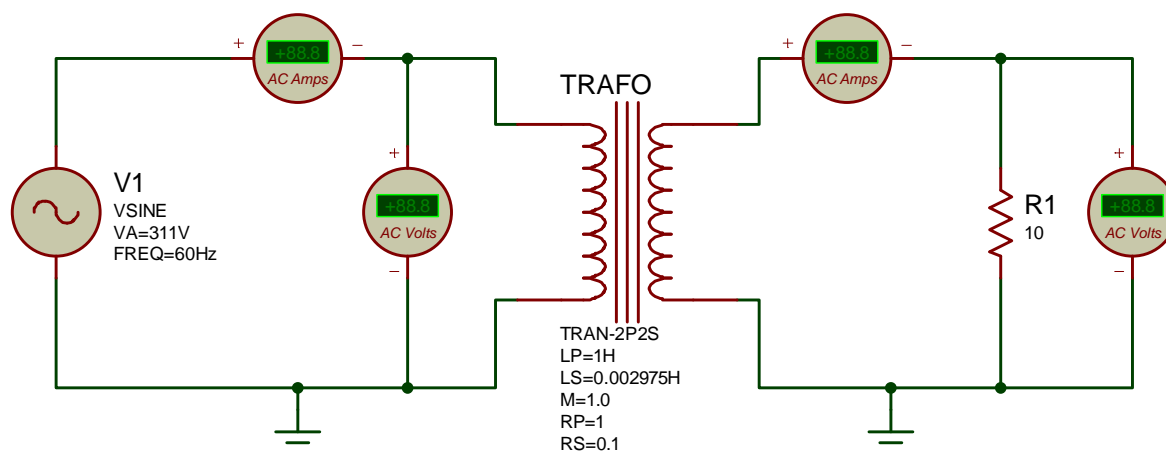 +88.8
AC Amps
+
−
V1
VSINE
VA=311V
FREQ=60Hz
+
+88.8
AC Volts
−
TRAFO
TRAN-2P2S
LP=1H
LS=0.002975H
M=1.0
RP=1
RS=0.1
+
+88.8
AC Amps
−
R1
10
+
+88.8
AC Volts
−